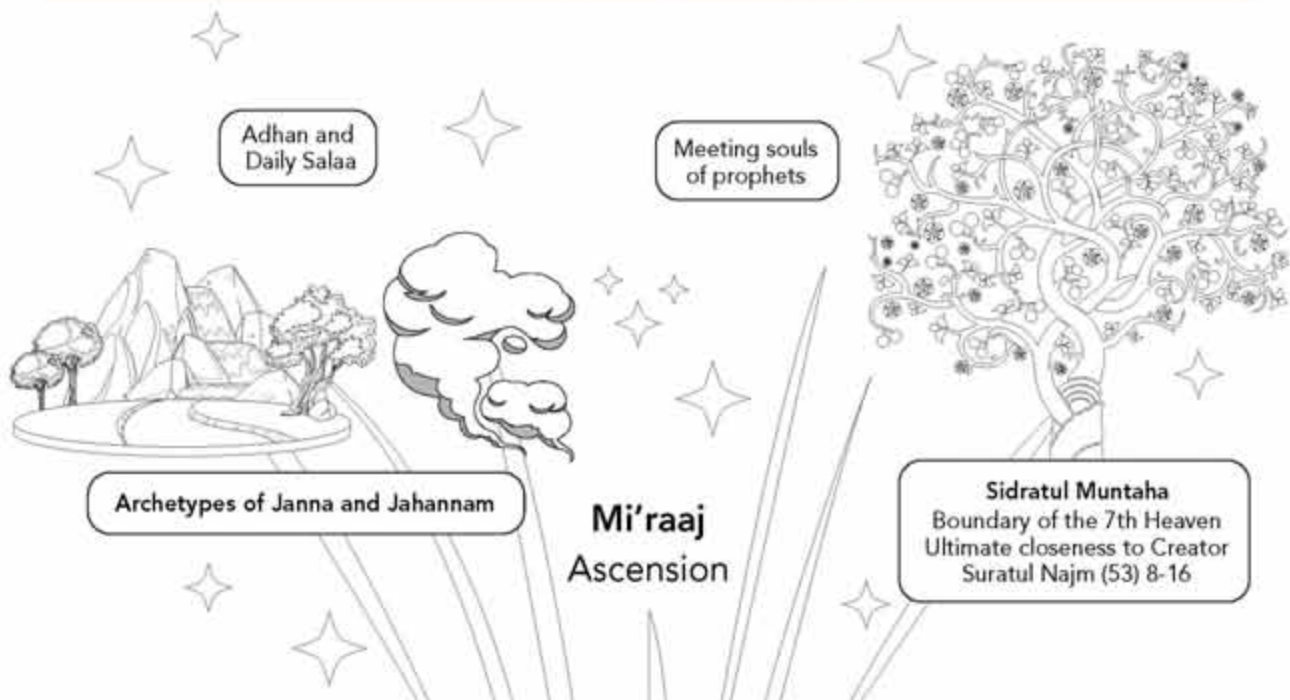 Adhan and
Daily Salaa
Meeting souls
of prophets
Archetypes of Janna and Jahannam
Mi'raaj
Ascension
Sidratul Muntaha
Boundary of the 7th Heaven
Ultimate closeness to Creator
Suratul Najm (53) 8-16